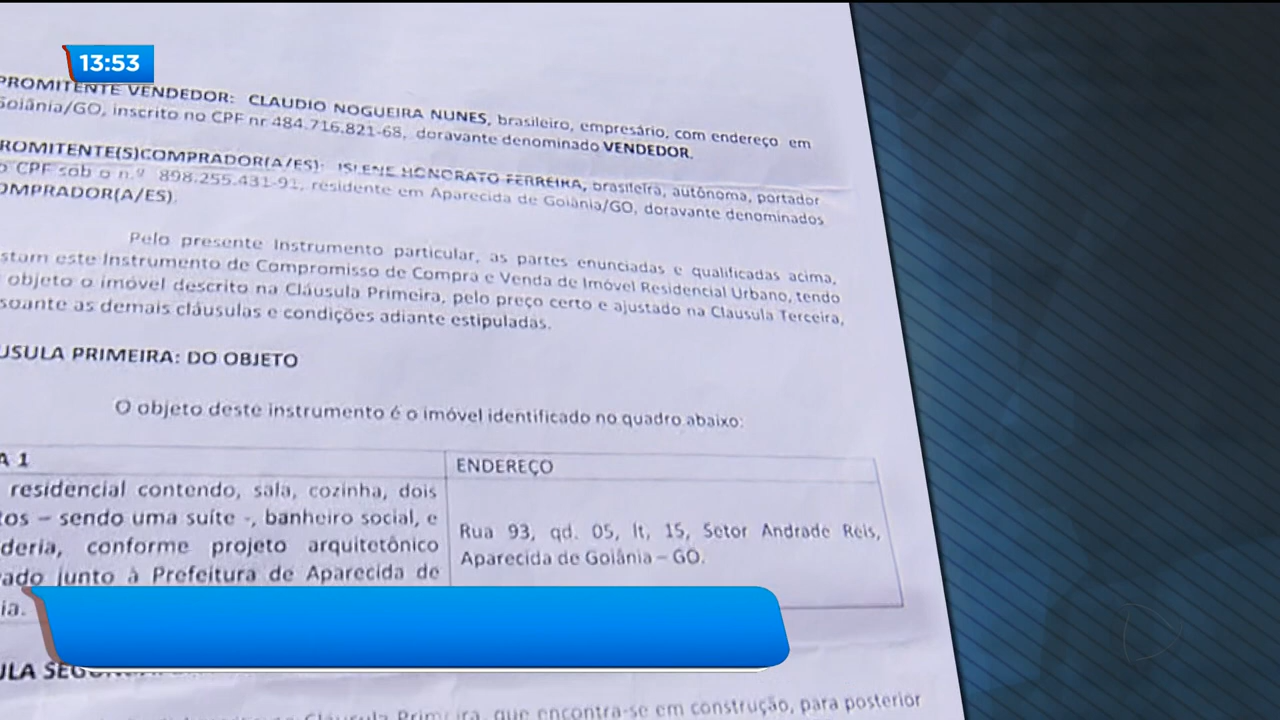 13:53
PROMITENTE VENDEDOR: CLAUDIO NOGUEIRA NUNES, brasileiro, empresário, com endereço em
Goiânia/GO, inscrito no CPF nr 484.716.821-68, doravante denominado VENDEDOR.
ROMITENTE(S)COMPRADOR(A/ES): ISLENE HONORATO FERREIRA, brasileira, autônoma, portador
o CPF sob o n.º 898.255.431-91, residente em Aparecida de Goiânia/GO, doravante denominados
OMPRADOR(A/ES).
Pelo presente Instrumento particular, as partes enunciadas e qualificadas acima,
stam este Instrumento de Compromisso de Compra e Venda de Imóvel Residencial Urbano, tendo
objeto o imóvel descrito na Cláusula Primeira, pelo preço certo e ajustado na Clausula Terceira,
soante as demais cláusulas e condições adiante estipuladas.
USULA PRIMEIRA: DO OBJETO
O objeto deste instrumento é o imóvel identificado no quadro abaixo:
A 1
residencial contendo, sala, cozinha, dois
tos – sendo uma suíte -, banheiro social, e
deria, conforme projeto arquitetônico
vado junto à Prefeitura de Aparecida de
ia.
ENDEREÇO
Rua 93, qd. 05, lt, 15, Setor Andrade Reis,
Aparecida de Goiânia – GO.
ULA
Cláusula Primeira, que encontra-se em construção, para posterior